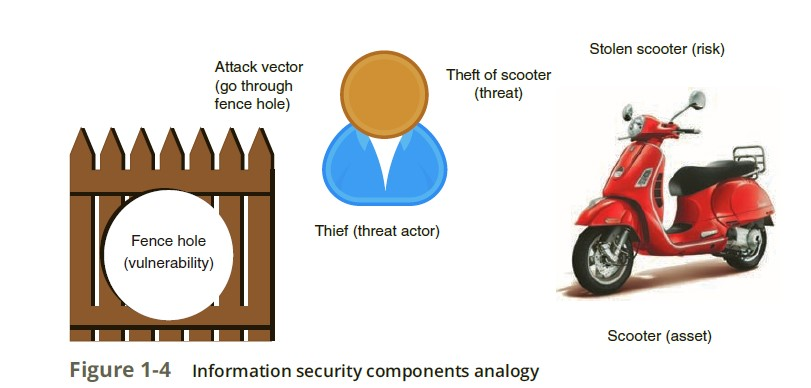 Attack vector
(go through
fence hole)
Theft of scooter
(threat)
Stolen scooter (risk)
Fence hole
(vulnerability)
Thief (threat actor)
Scooter (asset)
Figure 1-4 Information security components analogy